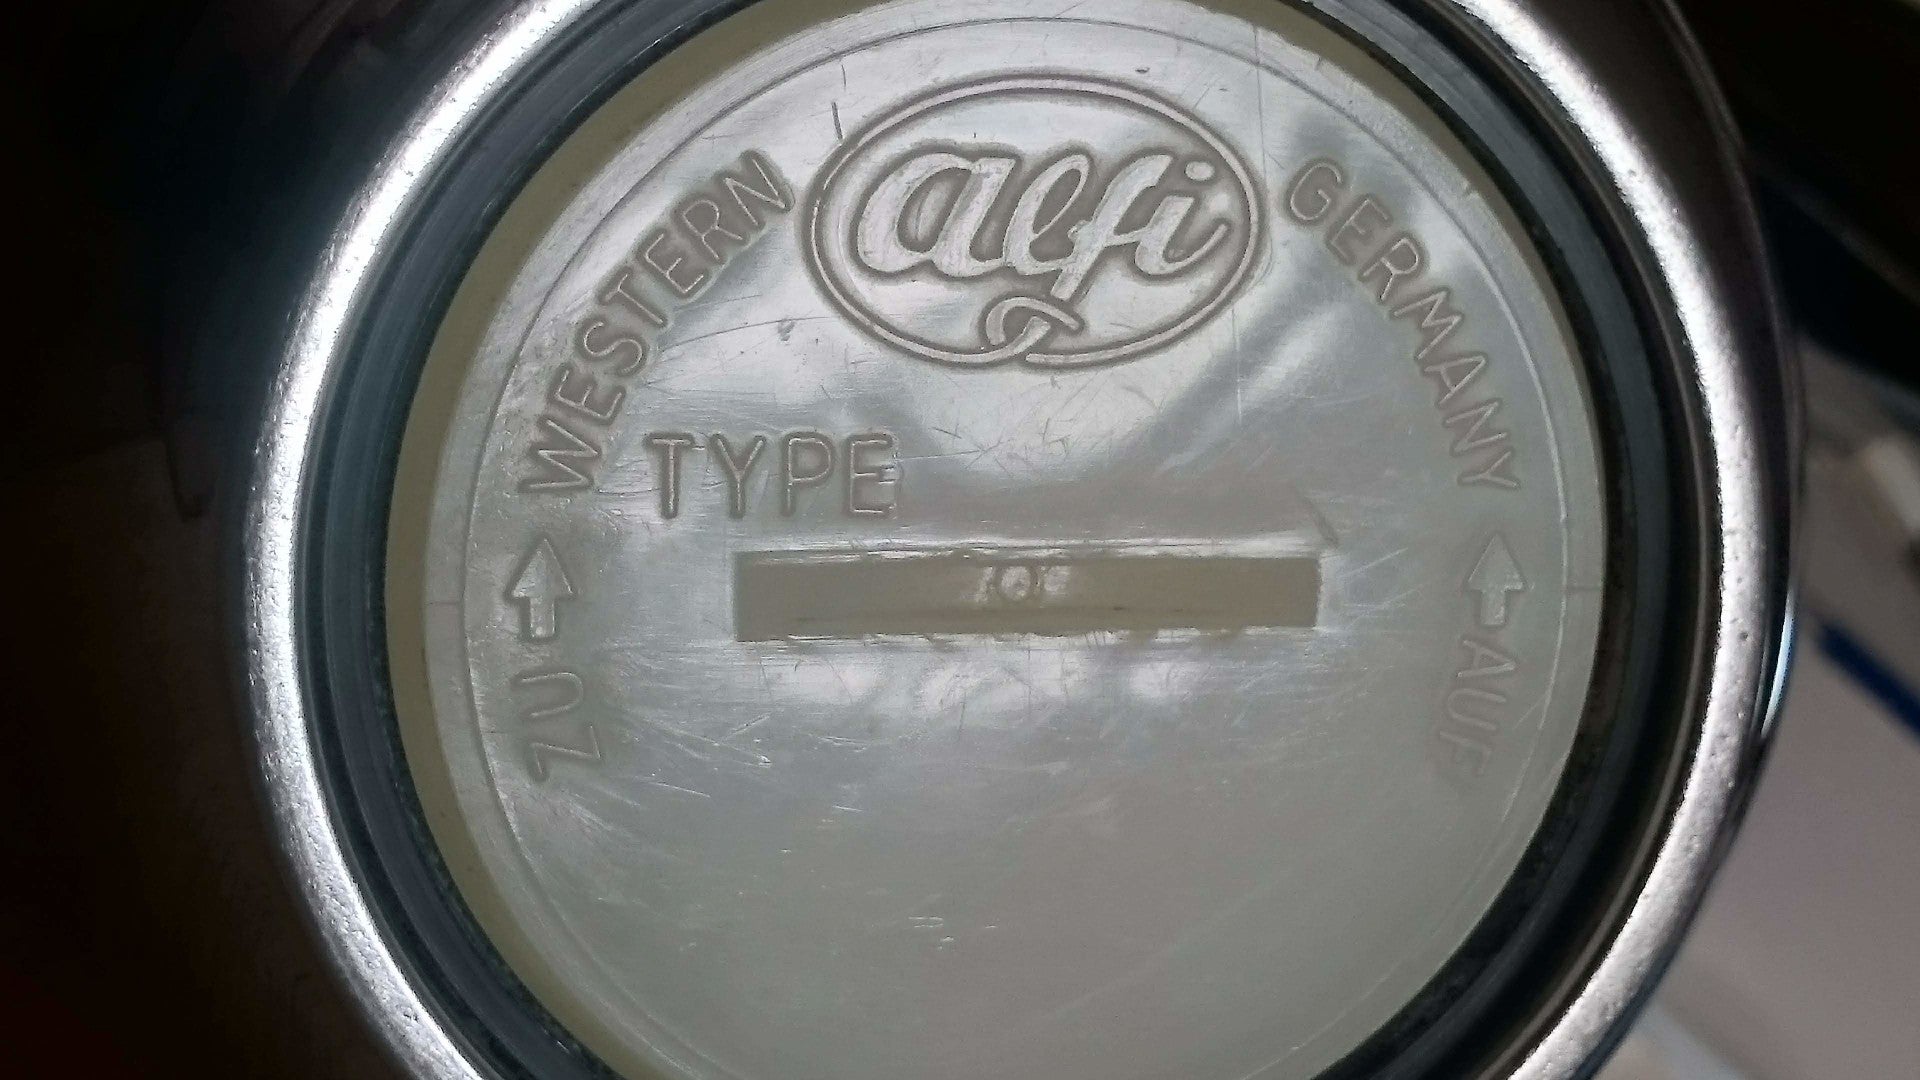 alfi
WESTERN GERMANY
TYPE
ZU
AUF